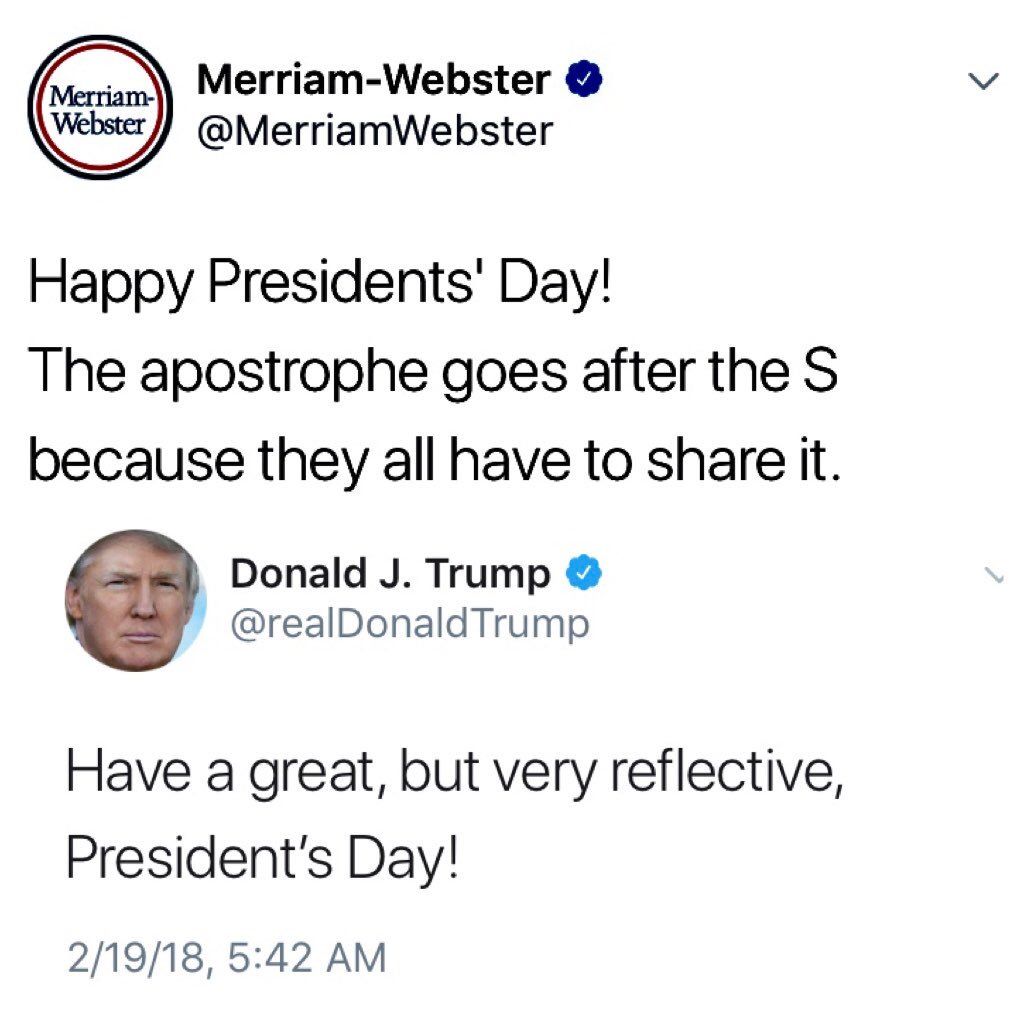 Merriam-
Webster
Merriam-Webster
@MerriamWebster
Happy Presidents' Day!
The apostrophe goes after the S
because they all have to share it.
Donald J. Trump
@realDonaldTrump
Have a great, but very reflective,
President’s Day!
2/19/18, 5:42 AM